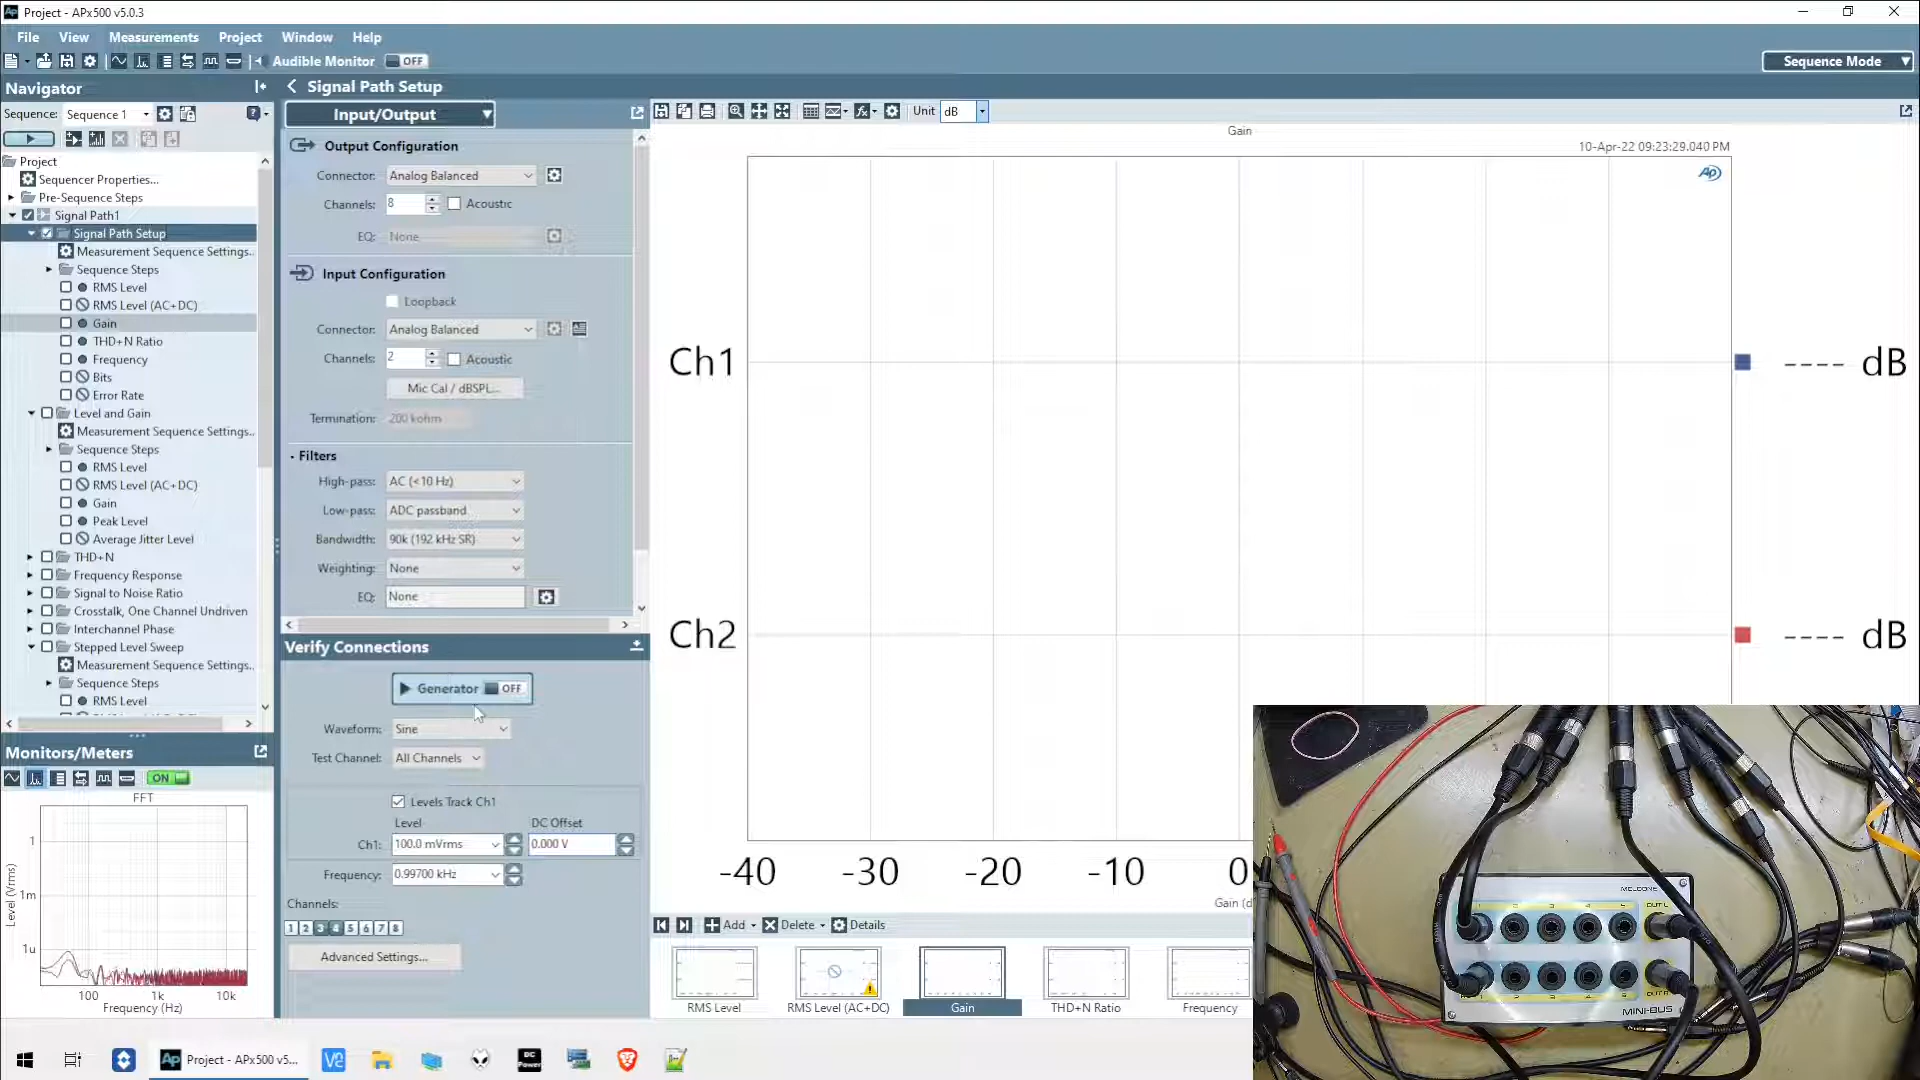 Project - APx500 v5.0.3
File View Measurements Project Window Help
Audible Monitor OFF
Sequence Mode
Navigator
Sequence: Sequence 1
Project
Sequencer Properties...
Pre-Sequence Steps
Signal Path1
Signal Path Setup
Measurement Sequence Settings...
Sequence Steps
RMS Level
RMS Level (AC+DC)
Gain
THD+N Ratio
Frequency
Bits
Error Rate
Level and Gain
Measurement Sequence Settings...
Sequence Steps
RMS Level
RMS Level (AC+DC)
Gain
Peak Level
Average Jitter Level
THD+N
Frequency Response
Signal to Noise Ratio
Crosstalk, One Channel Undriven
Interchannel Phase
Stepped Level Sweep
Measurement Sequence Settings...
Sequence Steps
RMS Level
Monitors/Meters
ON
FFT
Level (Vrms)
1
1m
1u
100 1k 10k
Frequency (Hz)
Signal Path Setup
Input/Output
Output Configuration
Connector: Analog Balanced
Channels: 8 Acoustic
EQ: None
Input Configuration
Loopback
Connector: Analog Balanced
Channels: 2 Acoustic
Mic Cal / dBSPL...
Termination: 200 kohm
Filters
High-pass: AC (<10 Hz)
Low-pass: ADC passband
Bandwidth: 90k (192 kHz SR)
Weighting: None
EQ: None
Verify Connections
Generator OFF
Waveform: Sine
Test Channel: All Channels
Levels Track Ch1
Level DC Offset
Ch1: 100.0 mVrms 0.000 V
Frequency: 0.99700 kHz
Channels:
1 2 3 4 5 6 7 8
Advanced Settings...
Unit dB
Gain
10-Apr-22 09:23:29.040 PM
Ap
Ch1 ---- dB
Ch2 ---- dB
-40 -30 -20 -10 0
Gain (d
Add Delete Details
RMS Level RMS Level (AC+DC) Gain THD+N Ratio Frequency
MELCONE
OUT L
MINI-BUS
Ap Project - APx500 v5...
DC Power